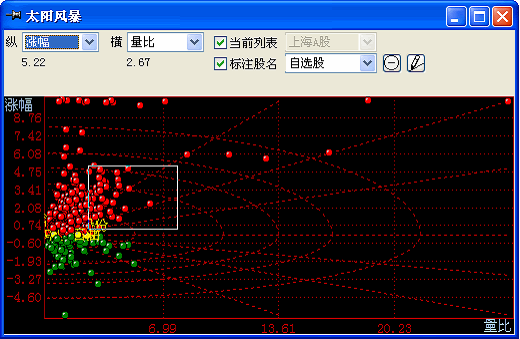 太阳风暴
纵 涨幅 横 量比 当前列表 上海A股
5.22 2.67 标注股名 自选股
涨幅
8.76
7.42
6.08
4.75
3.41
2.08
0.74
-0.60
-1.93
-3.27
-4.60
6.99 13.61 20.23 量比